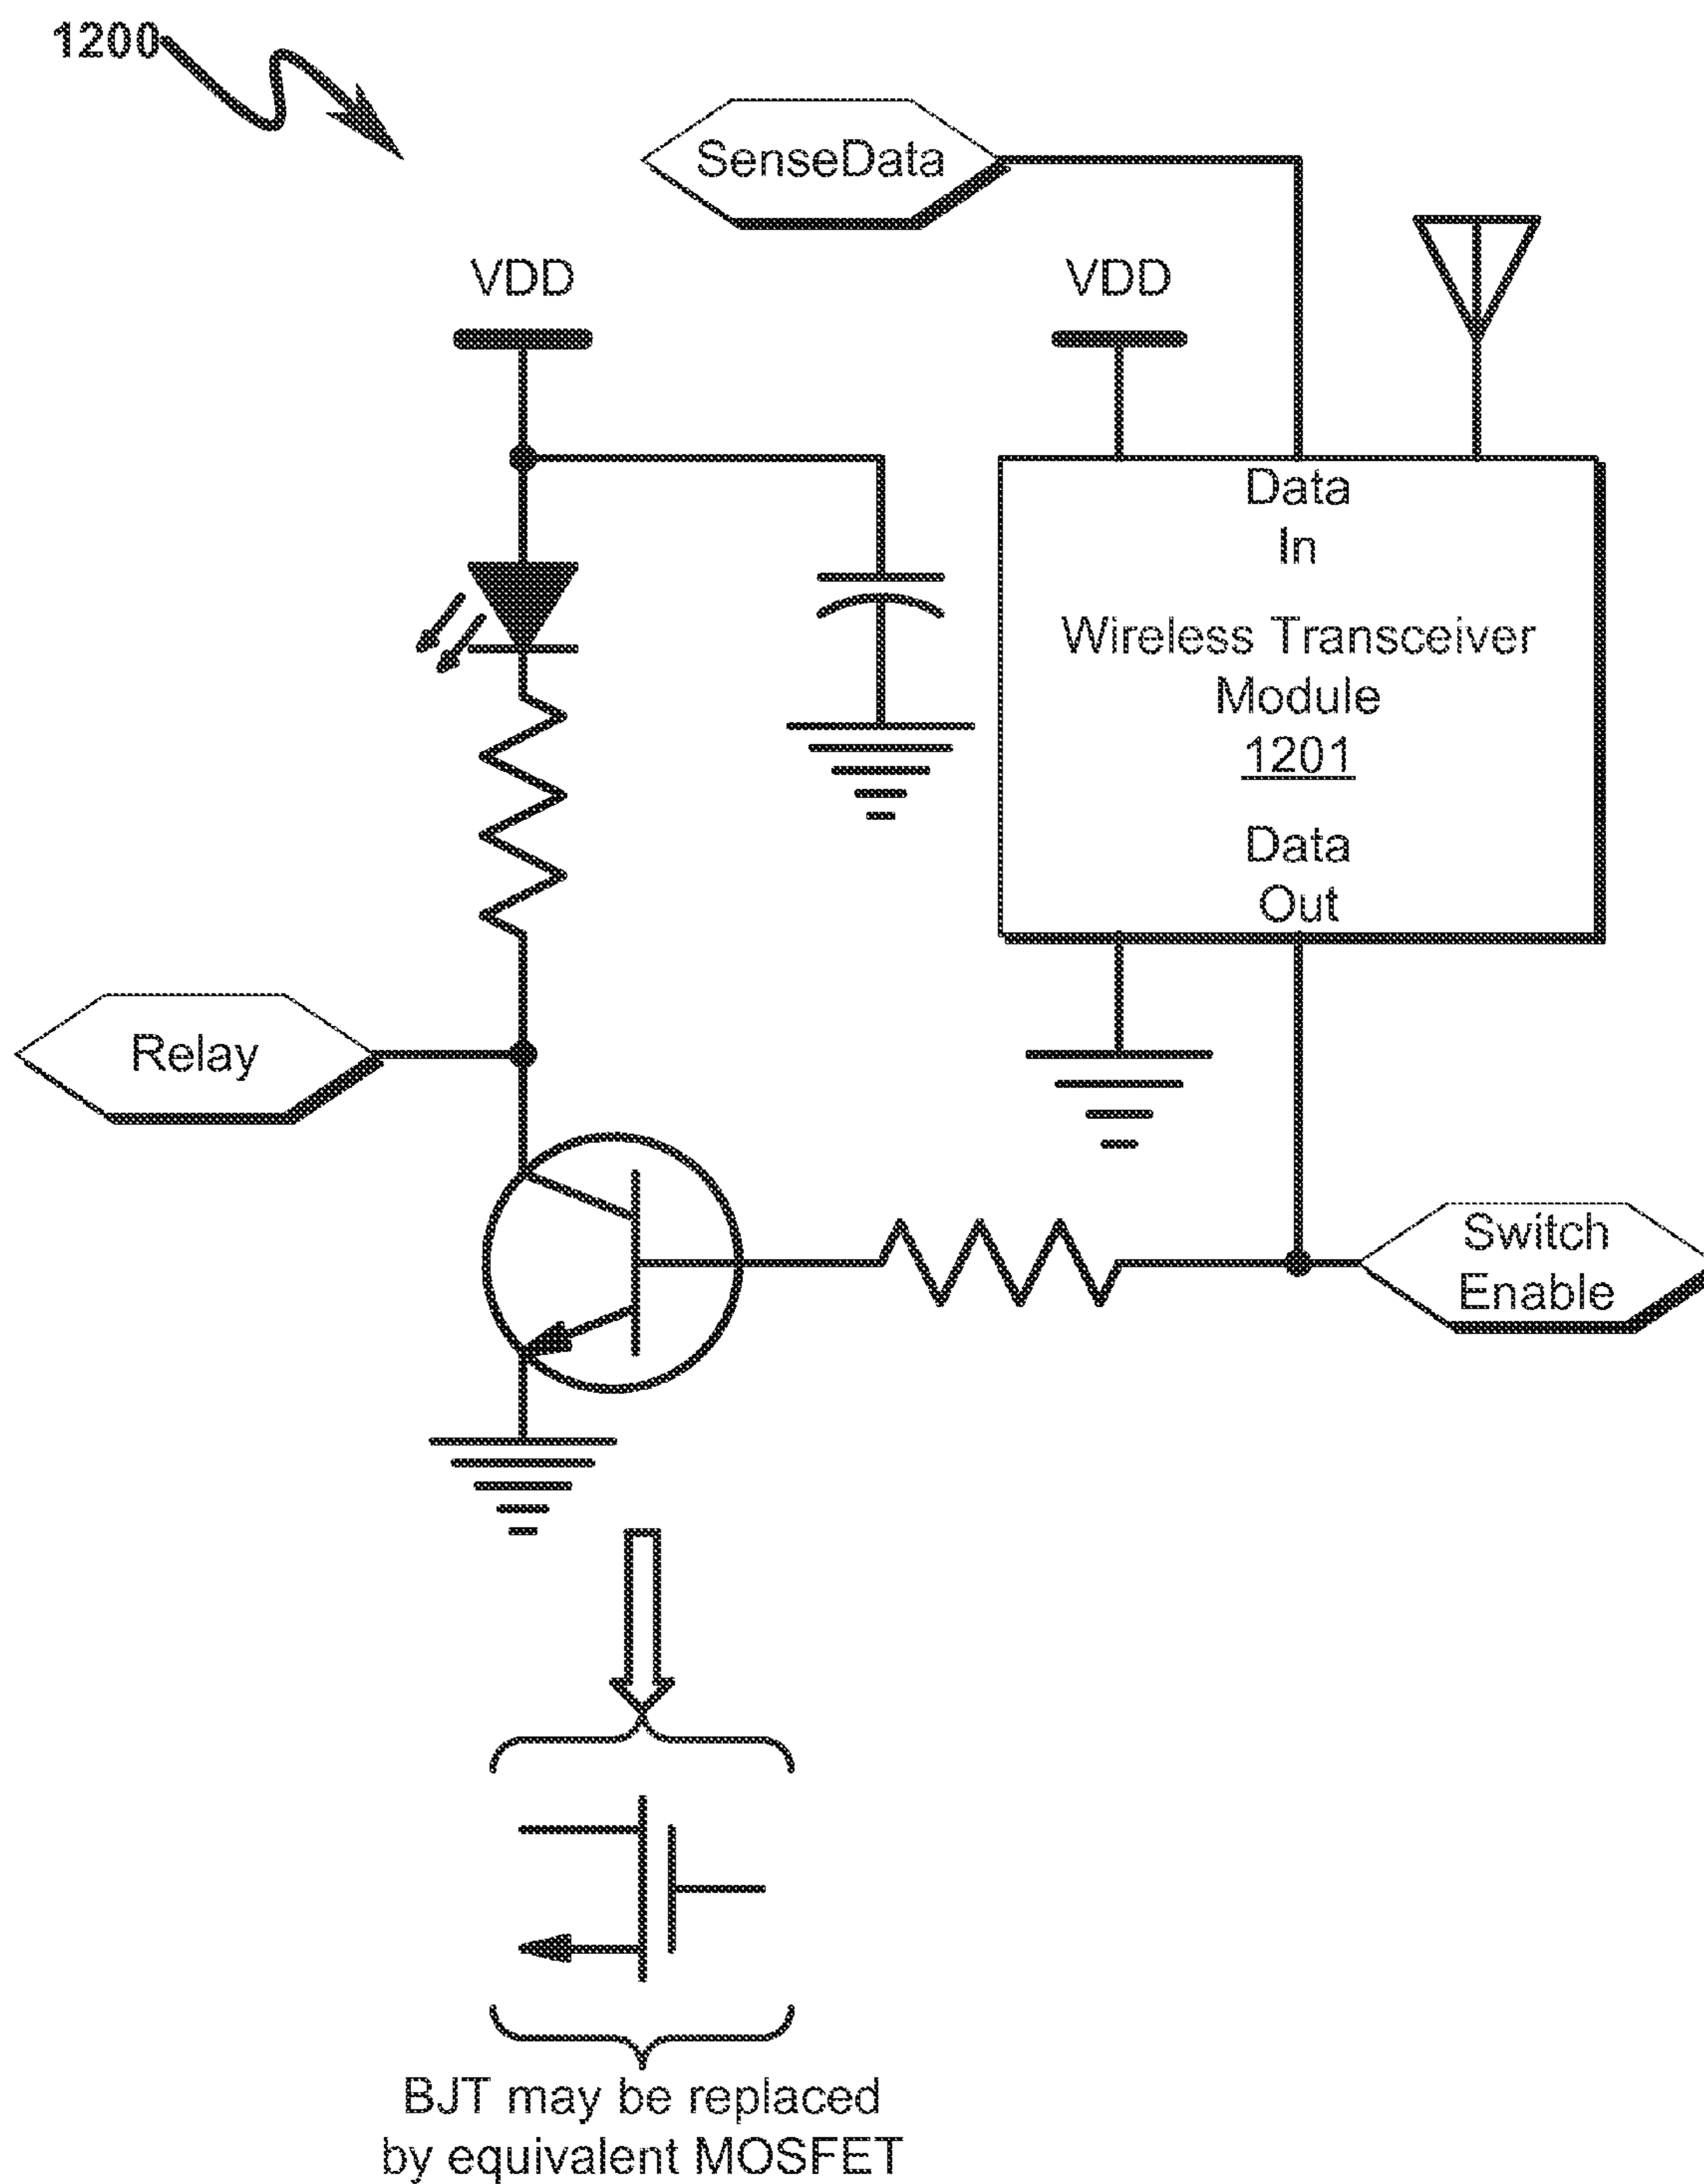 1200
SenseData
VDD
VDD
Data
In
Wireless Transceiver
Module
1201
Data
Out
Relay
Switch
Enable
BJT may be replaced
by equivalent MOSFET